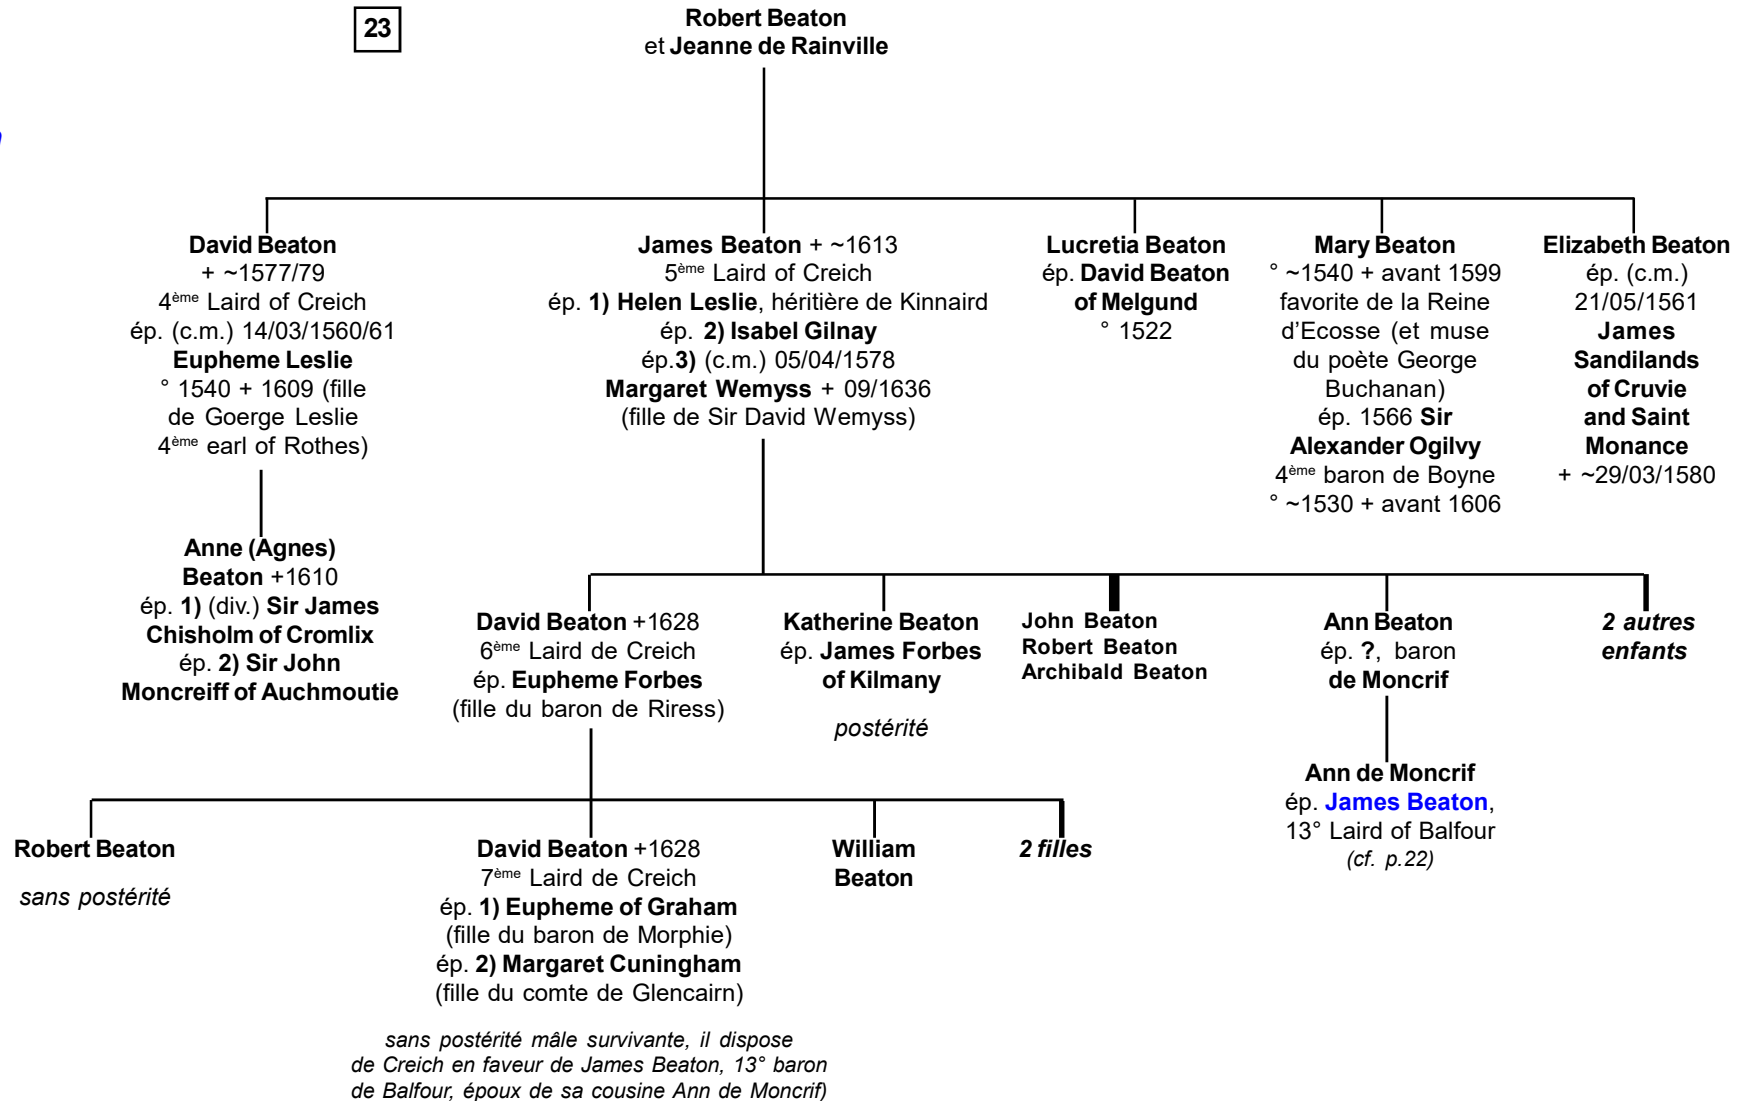 23
Robert Beaton
et Jeanne de Rainville
David Beaton
+ ~1577/79
4ème Laird of Creich
ép. (c.m.) 14/03/1560/61
Eupheme Leslie
° 1540 + 1609 (fille
de Goerge Leslie
4ème earl of Rothes)
James Beaton + ~1613
5ème Laird of Creich
ép. 1) Helen Leslie, héritière de Kinnaird
ép. 2) Isabel Gilnay
ép.3) (c.m.) 05/04/1578
Margaret Wemyss + 09/1636
(fille de Sir David Wemyss)
Lucretia Beaton
ép. David Beaton
of Melgund
° 1522
Mary Beaton
° ~1540 + avant 1599
favorite de la Reine
d'Ecosse (et muse
du poète George
Buchanan)
ép. 1566 Sir
Alexander Ogilvy
4ème baron de Boyne
° ~1530 + avant 1606
Elizabeth Beaton
ép. (c.m.)
21/05/1561
James
Sandilands
of Cruvie
and Saint
Monance
+ ~29/03/1580
Anne (Agnes)
Beaton +1610
ép. 1) (div.) Sir James
Chisholm of Cromlix
ép. 2) Sir John
Moncreiff of Auchmoutie
David Beaton +1628
6ème Laird de Creich
ép. Eupheme Forbes
(fille du baron de Riress)
Katherine Beaton
ép. James Forbes
of Kilmany
postérité
John Beaton
Robert Beaton
Archibald Beaton
Ann Beaton
ép. ?, baron
de Moncrif
2 autres
enfants
Ann de Moncrif
ép. James Beaton,
13° Laird of Balfour
(cf. p.22)
Robert Beaton
sans postérité
David Beaton +1628
7ème Laird de Creich
ép. 1) Eupheme of Graham
(fille du baron de Morphie)
ép. 2) Margaret Cuningham
(fille du comte de Glencairn)
sans postérité mâle survivante, il dispose
de Creich en faveur de James Beaton, 13° baron
de Balfour, époux de sa cousine Ann de Moncrif)
William
Beaton
2 filles